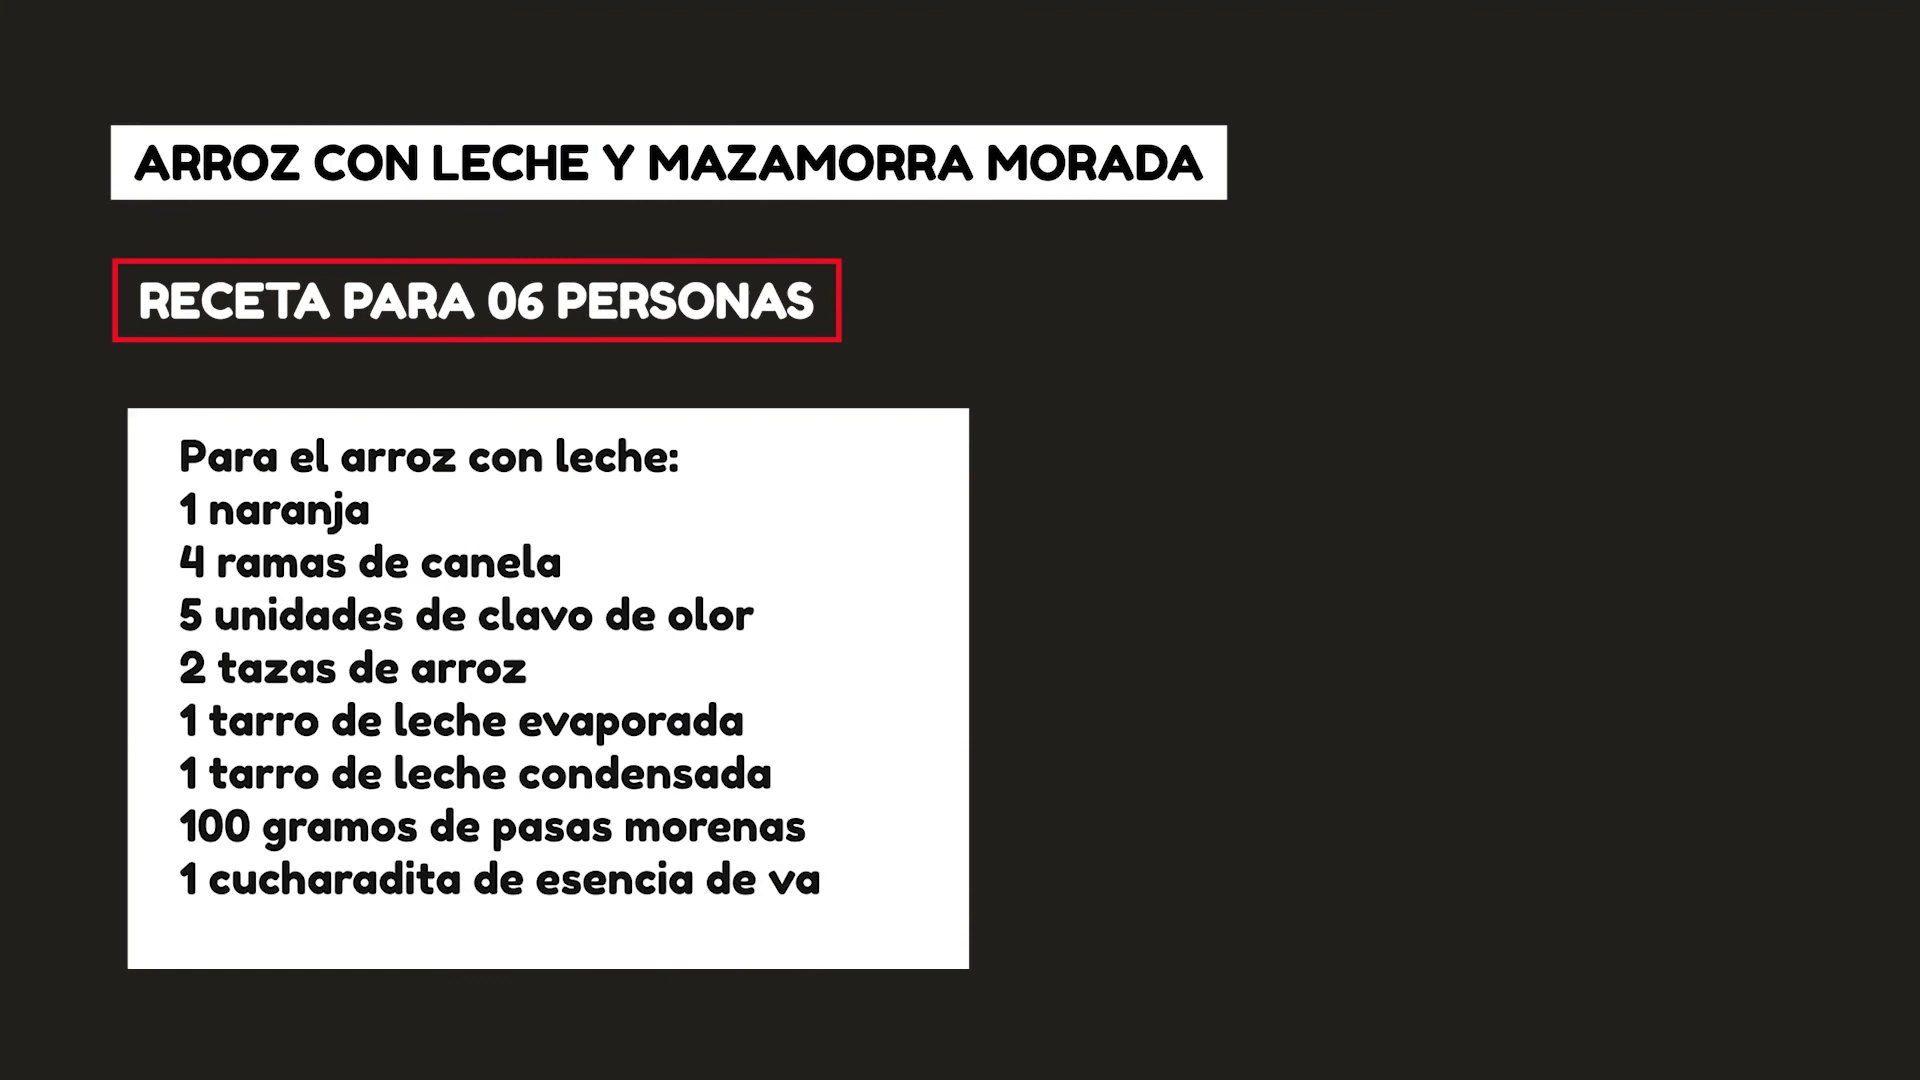 ARROZ CON LECHE Y MAZAMORRA MORADA
RECETA PARA 06 PERSONAS
Para el arroz con leche:
1 naranja
4 ramas de canela
5 unidades de clavo de olor
2 tazas de arroz
1 tarro de leche evaporada
1 tarro de leche condensada
100 gramos de pasas morenas
1 cucharadita de esencia de va